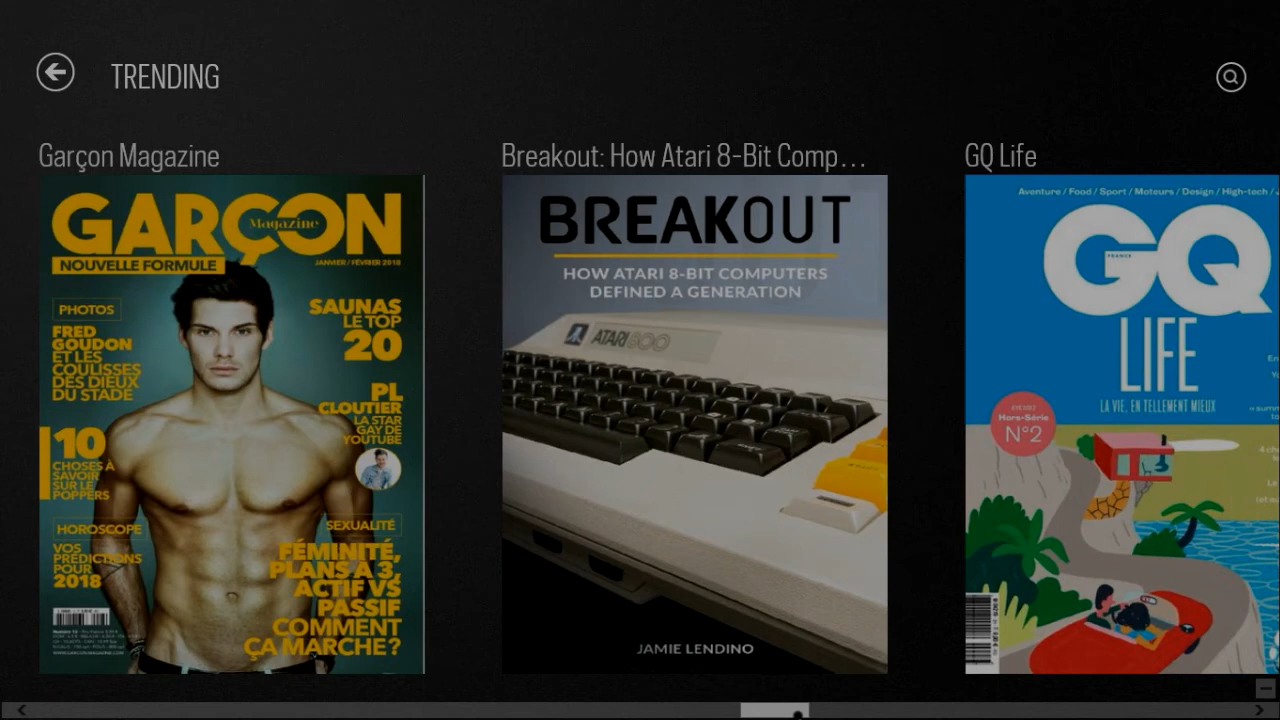 TRENDING
Garçon Magazine
GARÇON
Magazine
NOUVELLE FORMULE
JANVIER / FÉVRIER 2018
PHOTOS
FRED
GOUDON
ET LES
COULISSES
DES DIEUX
DU STADE
10
CHOSES À
SAVOIR
SUR LE
POPPERS
HOROSCOPE
VOS
PRÉDICTIONS
POUR
2018
SAUNAS
LE TOP
20
PL
CLOUTIER
LA STAR
GAY DE
YOUTUBE
SEXUALITÉ
FÉMINITÉ,
PLANS À 3,
ACTIF VS
PASSIF
COMMENT
ÇA MARCHE?
Breakout: How Atari 8-Bit Comp...
BREAKOUT
HOW ATARI 8-BIT COMPUTERS
DEFINED A GENERATION
ATARI 800
JAMIE LENDINO
GQ Life
Aventure / Food / Sport / Moteurs / Design / High-tech /
GQ
FRANCE
LIFE
LA VIE, EN TELLEMENT MIEUX
Hors-Série
N°2